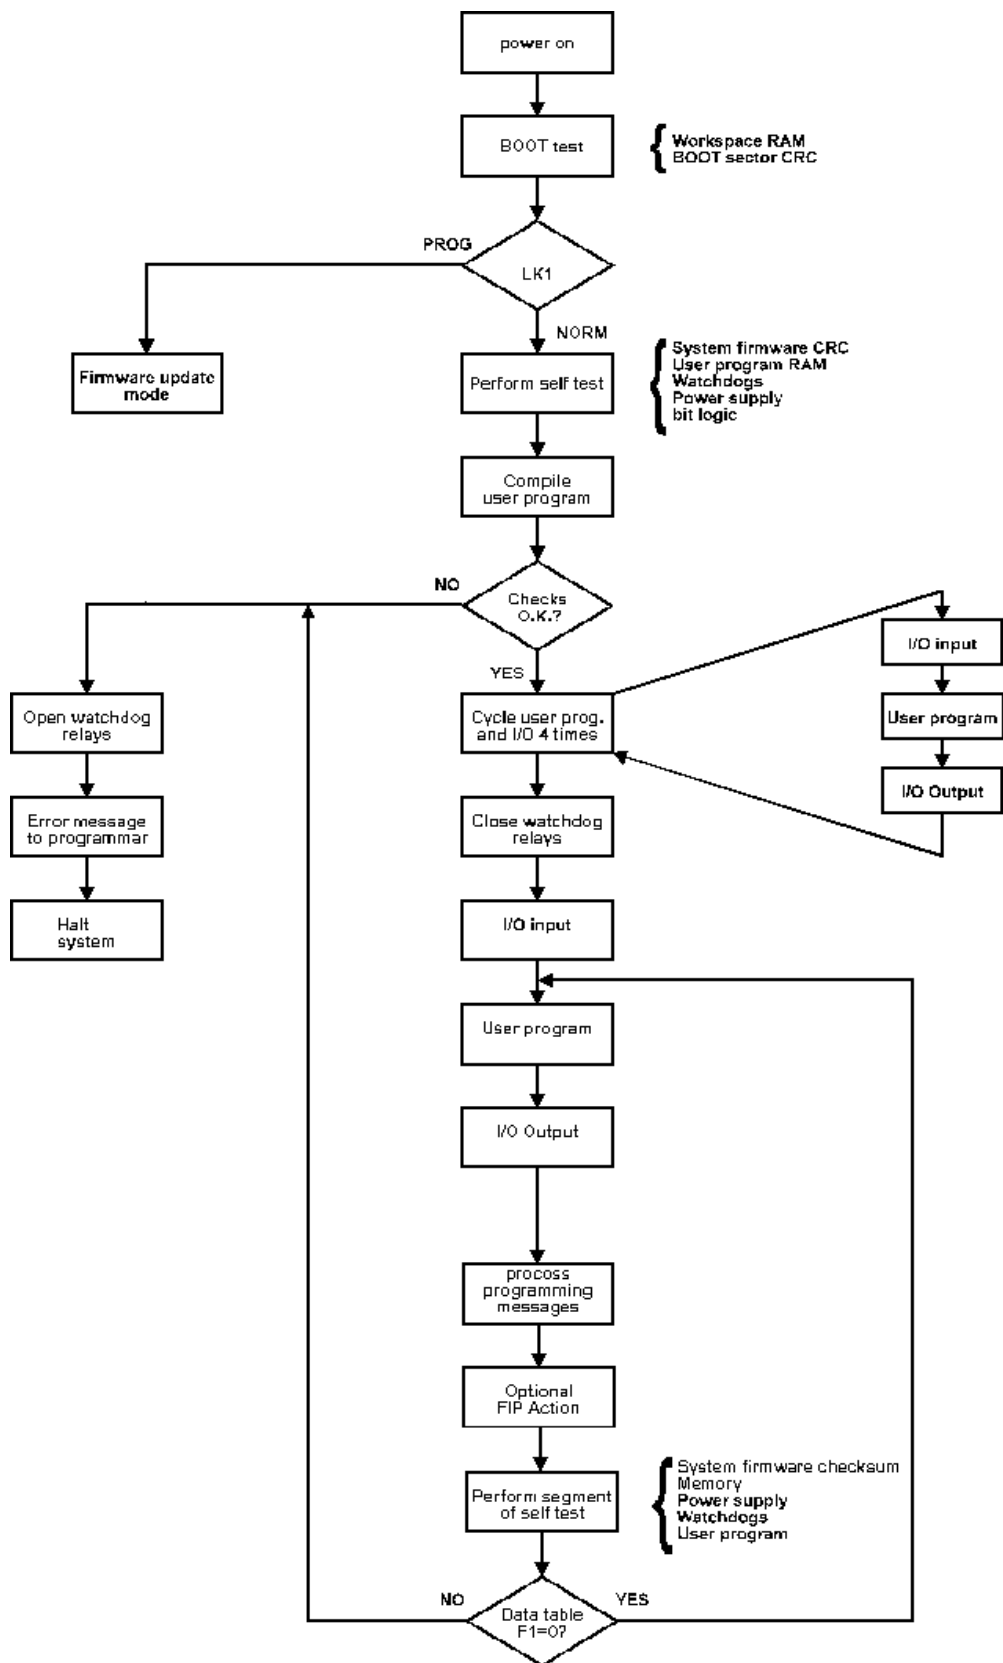 power on
BOOT test
Workspace RAM
BOOT sector CRC
PROG
LK1
NORM
Firmware update
mode
Perform self test
System firmware CRC
User program RAM
Watchdogs
Power supply
bit logic
Compile
user program
NO
Checks
O.K.?
YES
I/O input
Open watchdog
relays
Cycle user prog.
and I/O 4 times
User program
I/O Output
Error message
to programmar
Close watchdog
relays
Halt
system
I/O input
User program
I/O Output
procoss
programming
messages
Optional
FIP Action
Perform segment
of self test
System firmware checksum
Memory
Power supply
Watchdogs
User program
NO
Data table
F1=0?
YES